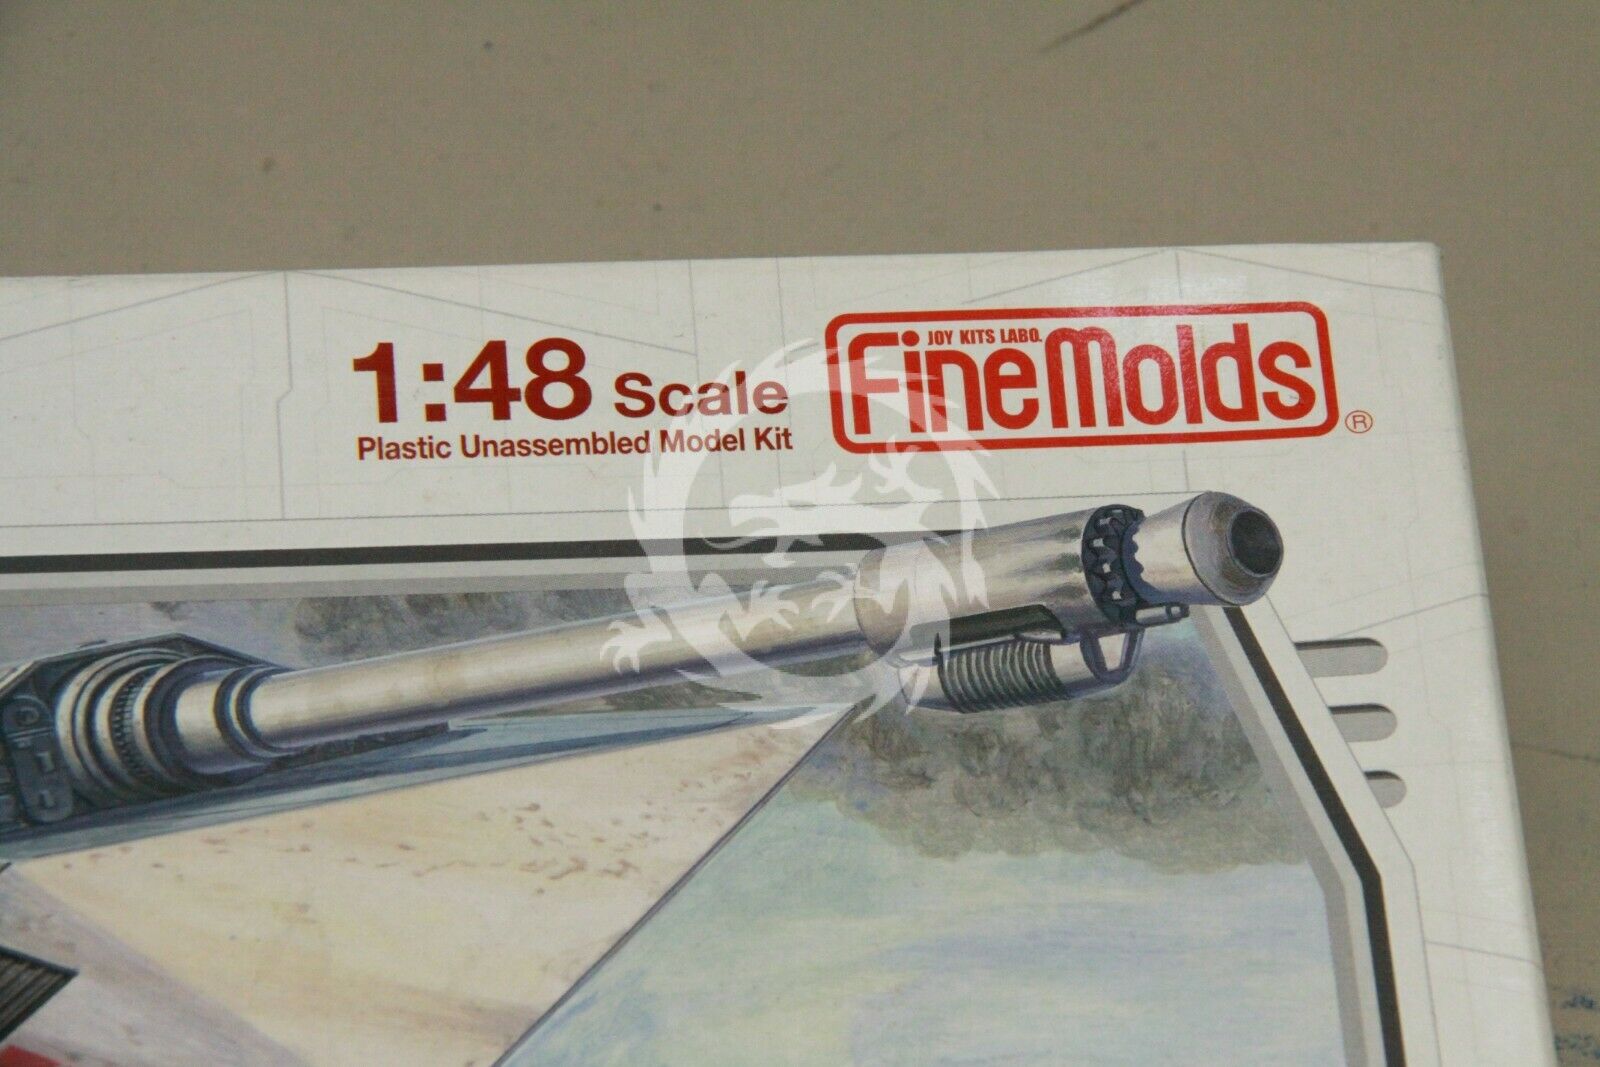 1:48 Scale
Plastic Unassembled Model Kit
JOY KITS LABO.
FineMolds
®